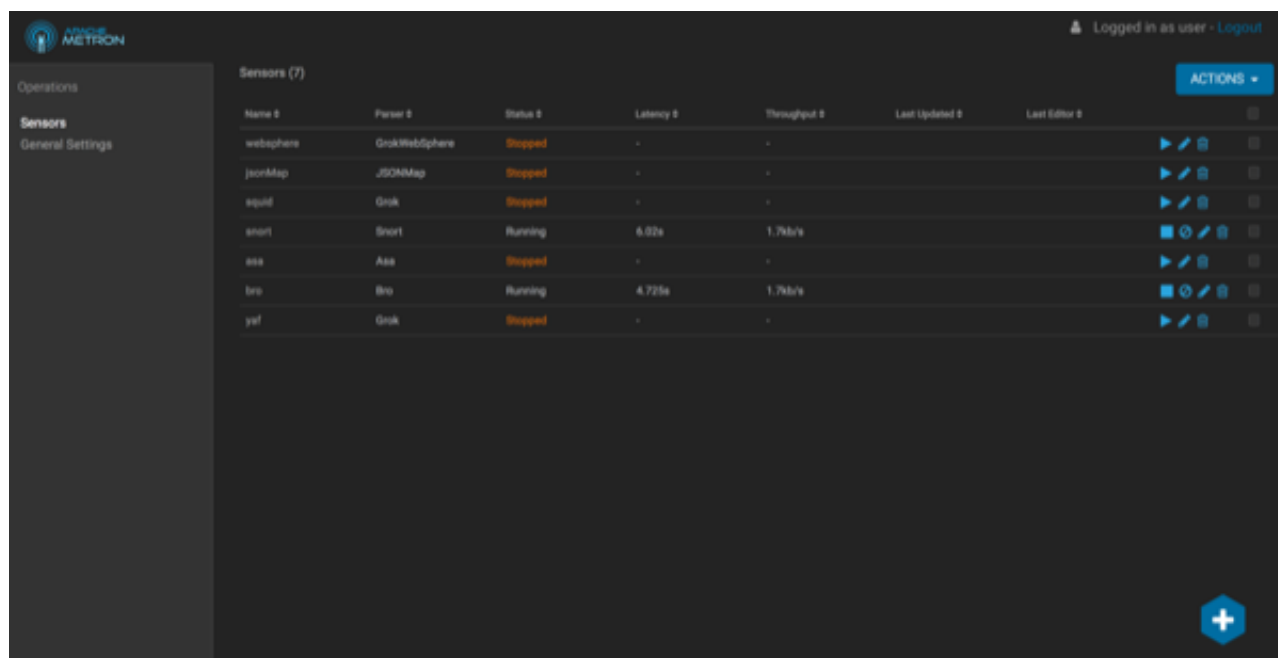 APACHE
METRON
Logged in as user - Logout
Operations
Sensors
General Settings
Sensors (7)
ACTIONS
Name Parser Status Latency Throughput Last Updated Last Editor
websphere GrokWebSphere Stopped - -
jsonMap JSONMap Stopped - -
squid Grok Stopped - -
snort Snort Running 6.02s 1.7kb/s
asa Asa Stopped - -
bro Bro Running 4.725s 1.7kb/s
yaf Grok Stopped - -